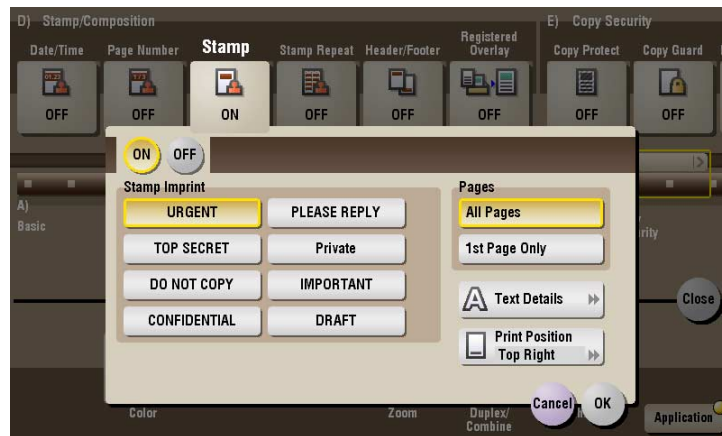 D) Stamp/Composition
E) Copy Security
Date/Time
Page Number
Stamp
Stamp Repeat
Header/Footer
Registered
Overlay
Copy Protect
Copy Guard
OFF
OFF
ON
OFF
OFF
OFF
OFF
OFF
ON
OFF
Stamp Imprint
Pages
URGENT
PLEASE REPLY
All Pages
TOP SECRET
Private
1st Page Only
DO NOT COPY
IMPORTANT
Text Details
CONFIDENTIAL
DRAFT
Print Position
Top Right
A)
Basic
Close
Cancel
OK
Color
Zoom
Duplex/
Combine
Application